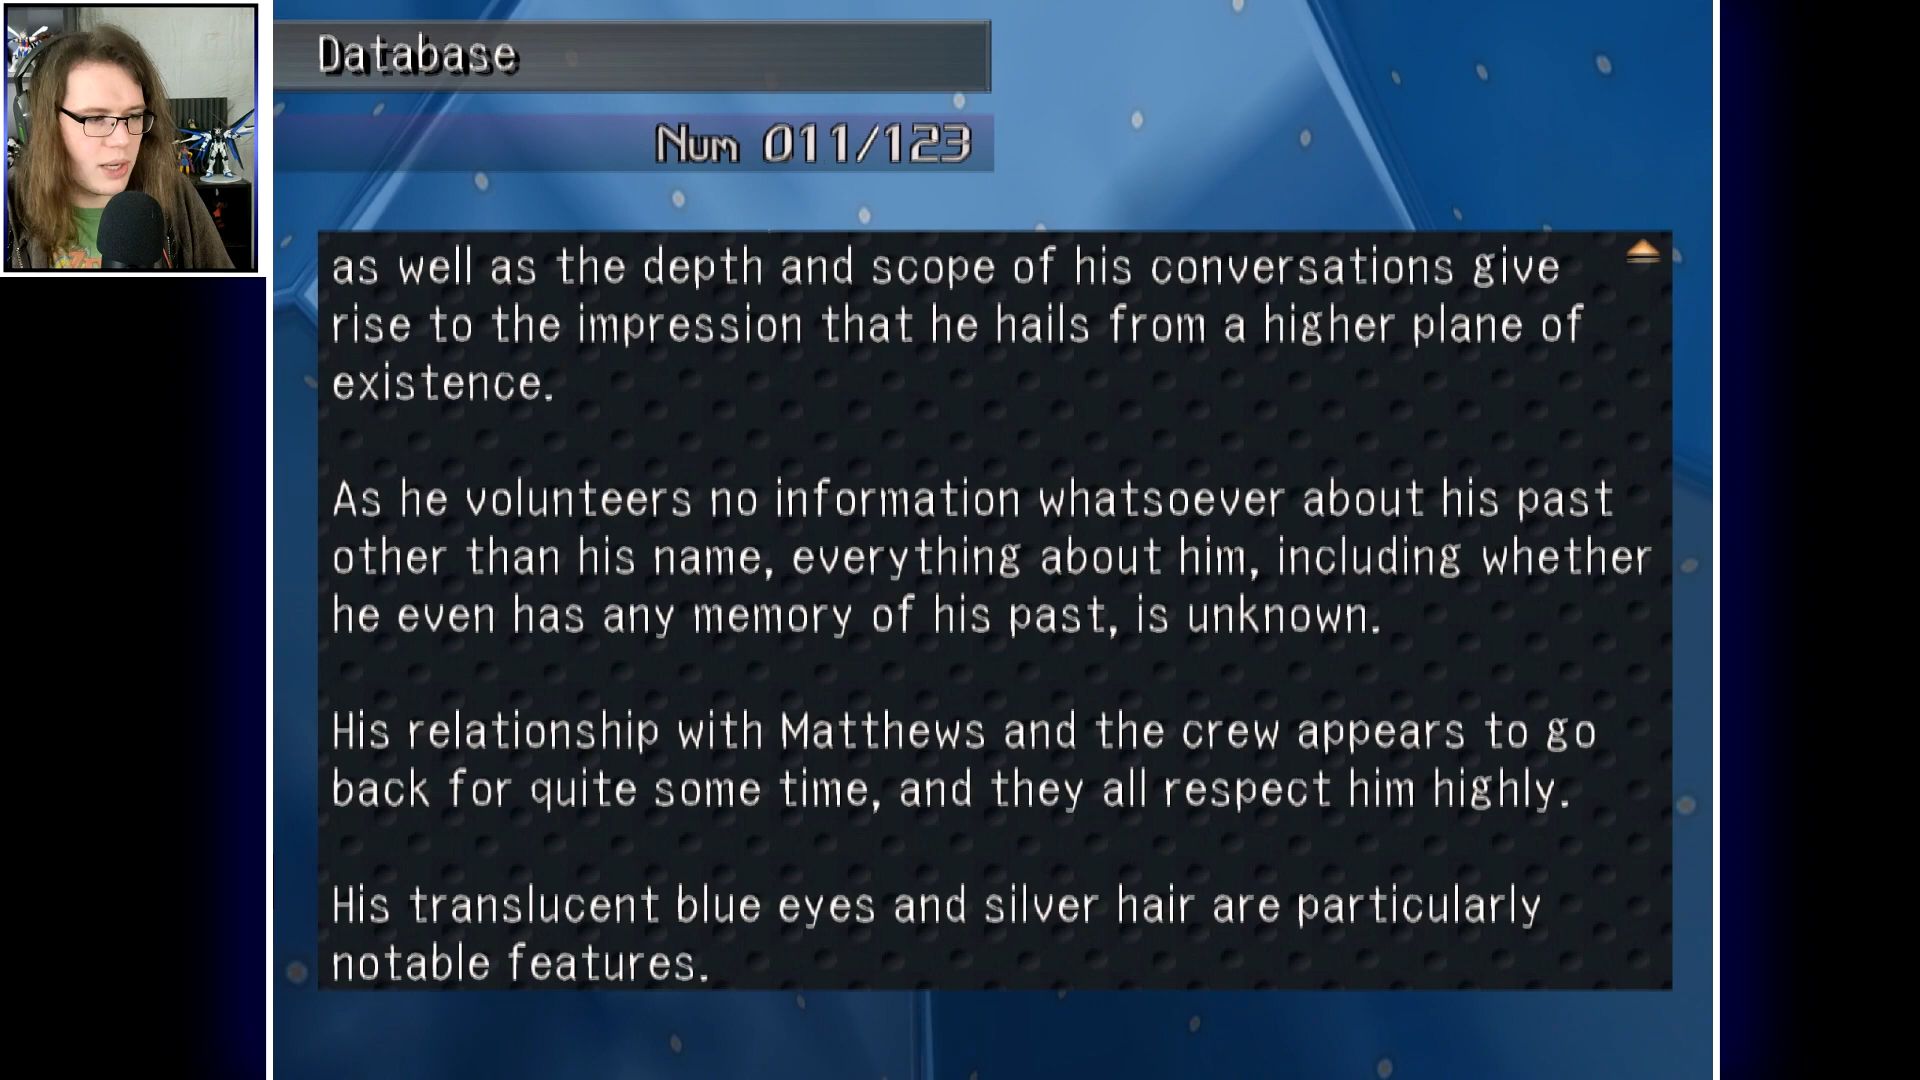 Database
Num 011/123
as well as the depth and scope of his conversations give
rise to the impression that he hails from a higher plane of
existence.
As he volunteers no information whatsoever about his past
other than his name, everything about him, including whether
he even has any memory of his past, is unknown.
His relationship with Matthews and the crew appears to go
back for quite some time, and they all respect him highly.
His translucent blue eyes and silver hair are particularly
notable features.